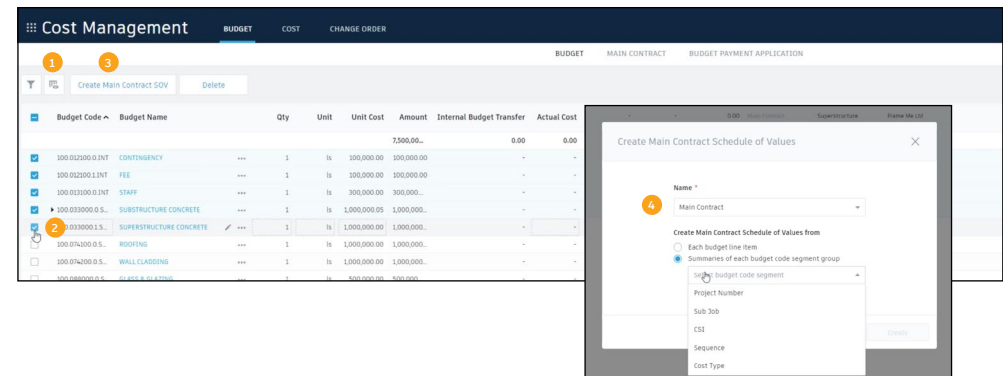 Cost Management BUDGET COST CHANGE ORDER
BUDGET MAIN CONTRACT BUDGET PAYMENT APPLICATION
1 3
Create Main Contract SOV Delete
Budget Code Budget Name Qty Unit Unit Cost Amount Internal Budget Transfer Actual Cost
7,500,00... 0.00 0.00
100.012100.0.INT CONTINGENCY ... 1 ls 100,000.00 100,000.00 - -
100.012100.1.INT FEE ... 1 ls 100,000.00 100,000.00 - -
100.013100.0.INT STAFF ... 1 ls 300,000.00 300,000... - -
100.033000.0.S... SUBSTRUCTURE CONCRETE ... 1 ls 1,000,000.05 1,000,000... - -
2 .033000.1.S... SUPERSTRUCTURE CONCRETE ... 1 ls 1,000,000.00 1,000,000... - -
100.074100.0.S... ROOFING ... 1 ls 1,000,000.00 1,000,000... - -
100.074200.0.S... WALL CLADDING ... 1 ls 1,000,000.00 1,000,000... - -
100.088000.0.S... GLASS & GLAZING ... 1 ls 500,000.00 500,000... - -
- - 0.00 Main Contract Superstructure Frame Me Ltd
Create Main Contract Schedule of Values
Name *
4 Main Contract
Create Main Contract Schedule of Values from
Each budget line item
Summaries of each budget code segment group
Select budget code segment
Project Number
Sub Job
CSI
Create
Sequence
Cost Type